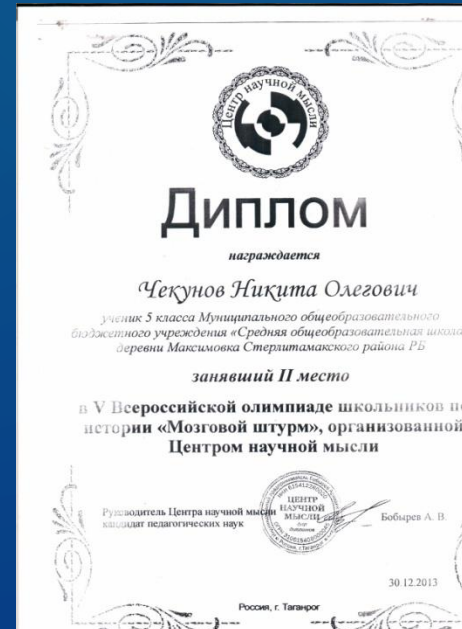 Центр научной мысли
Диплом
награждается
Чекунов Никита Олегович
ученик 5 класса Муниципального общеобразовательного
бюджетного учреждения «Средняя общеобразовательная школа
деревни Максимовка Стерлитамакского района РБ
занявший II место
в V Всероссийской олимпиаде школьников по
истории «Мозговой штурм», организованной
Центром научной мысли
Руководитель Центра научной мысли
кандидат педагогических наук
ЦЕНТР
НАУЧНОЙ
МЫСЛИ
Бобырев А. В.
30.12.2013
Россия, г. Таганрог